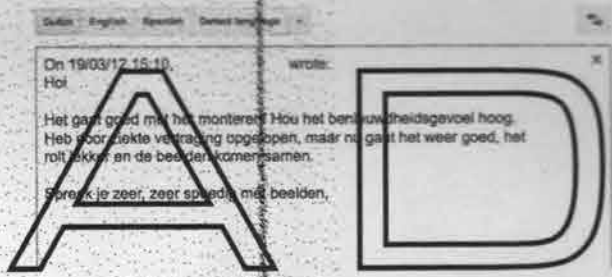 Dutch English Spanish Detect language
On 19/03/12 15:10, wrote:
Hoi
Het gaat goed met het monteren! Hou het benieuwdheidsgevoel hoog.
Heb door ziekte vertraging opgelopen, maar nu gaat het weer goed, het
rolt lekker en de beelden komen samen.
Spreek je zeer, zeer spoedig met beelden,
A D